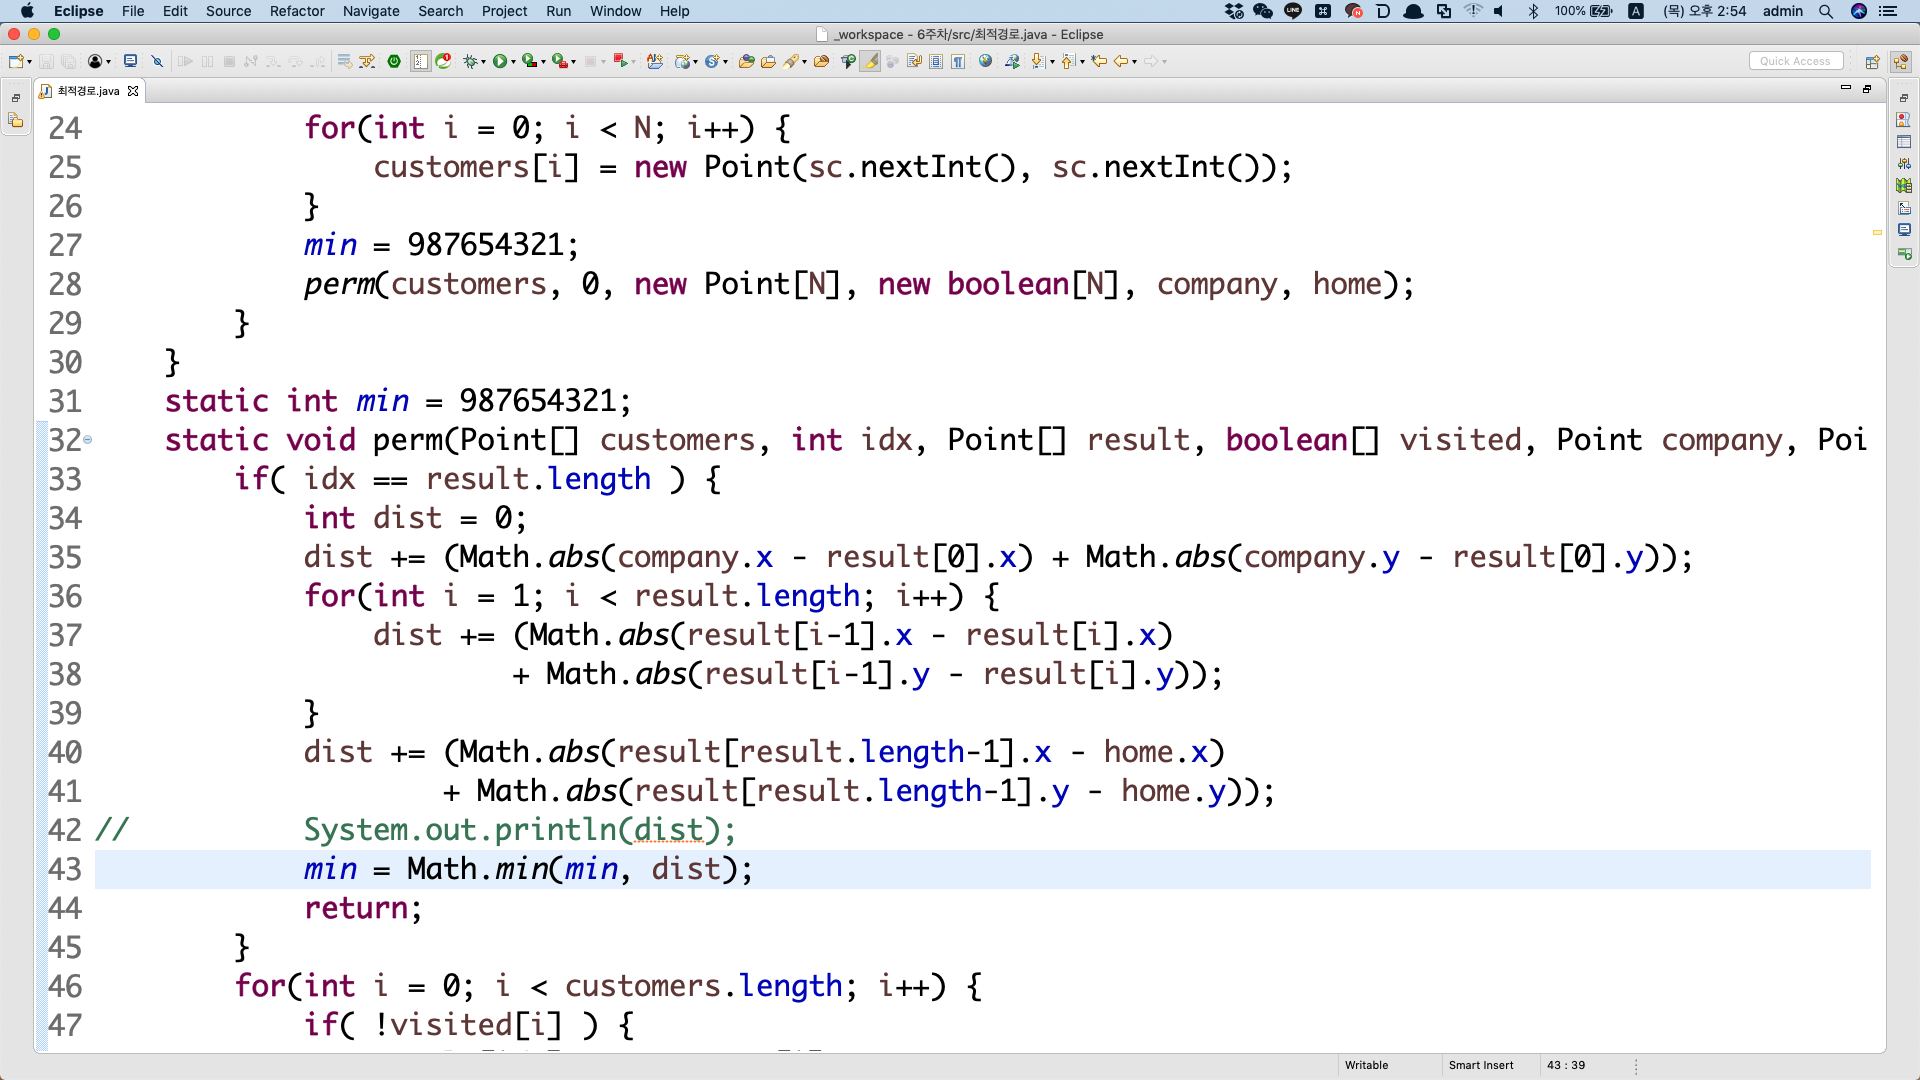 Eclipse File Edit Source Refactor Navigate Search Project Run Window Help 100% A (목) 오후 2:54 admin
_workspace - 6주차/src/최적경로.java - Eclipse
Quick Access
최적경로.java
24 for(int i = 0; i < N; i++) {
25 customers[i] = new Point(sc.nextInt(), sc.nextInt());
26 }
27 min = 987654321;
28 perm(customers, 0, new Point[N], new boolean[N], company, home);
29 }
30 }
31 static int min = 987654321;
32 static void perm(Point[] customers, int idx, Point[] result, boolean[] visited, Point company, Poi
33 if( idx == result.length ) {
34 int dist = 0;
35 dist += (Math.abs(company.x - result[0].x) + Math.abs(company.y - result[0].y));
36 for(int i = 1; i < result.length; i++) {
37 dist += (Math.abs(result[i-1].x - result[i].x)
38 + Math.abs(result[i-1].y - result[i].y));
39 }
40 dist += (Math.abs(result[result.length-1].x - home.x)
41 + Math.abs(result[result.length-1].y - home.y));
42 // System.out.println(dist);
43 min = Math.min(min, dist);
44 return;
45 }
46 for(int i = 0; i < customers.length; i++) {
47 if( !visited[i] ) {
Writable Smart Insert 43 : 39